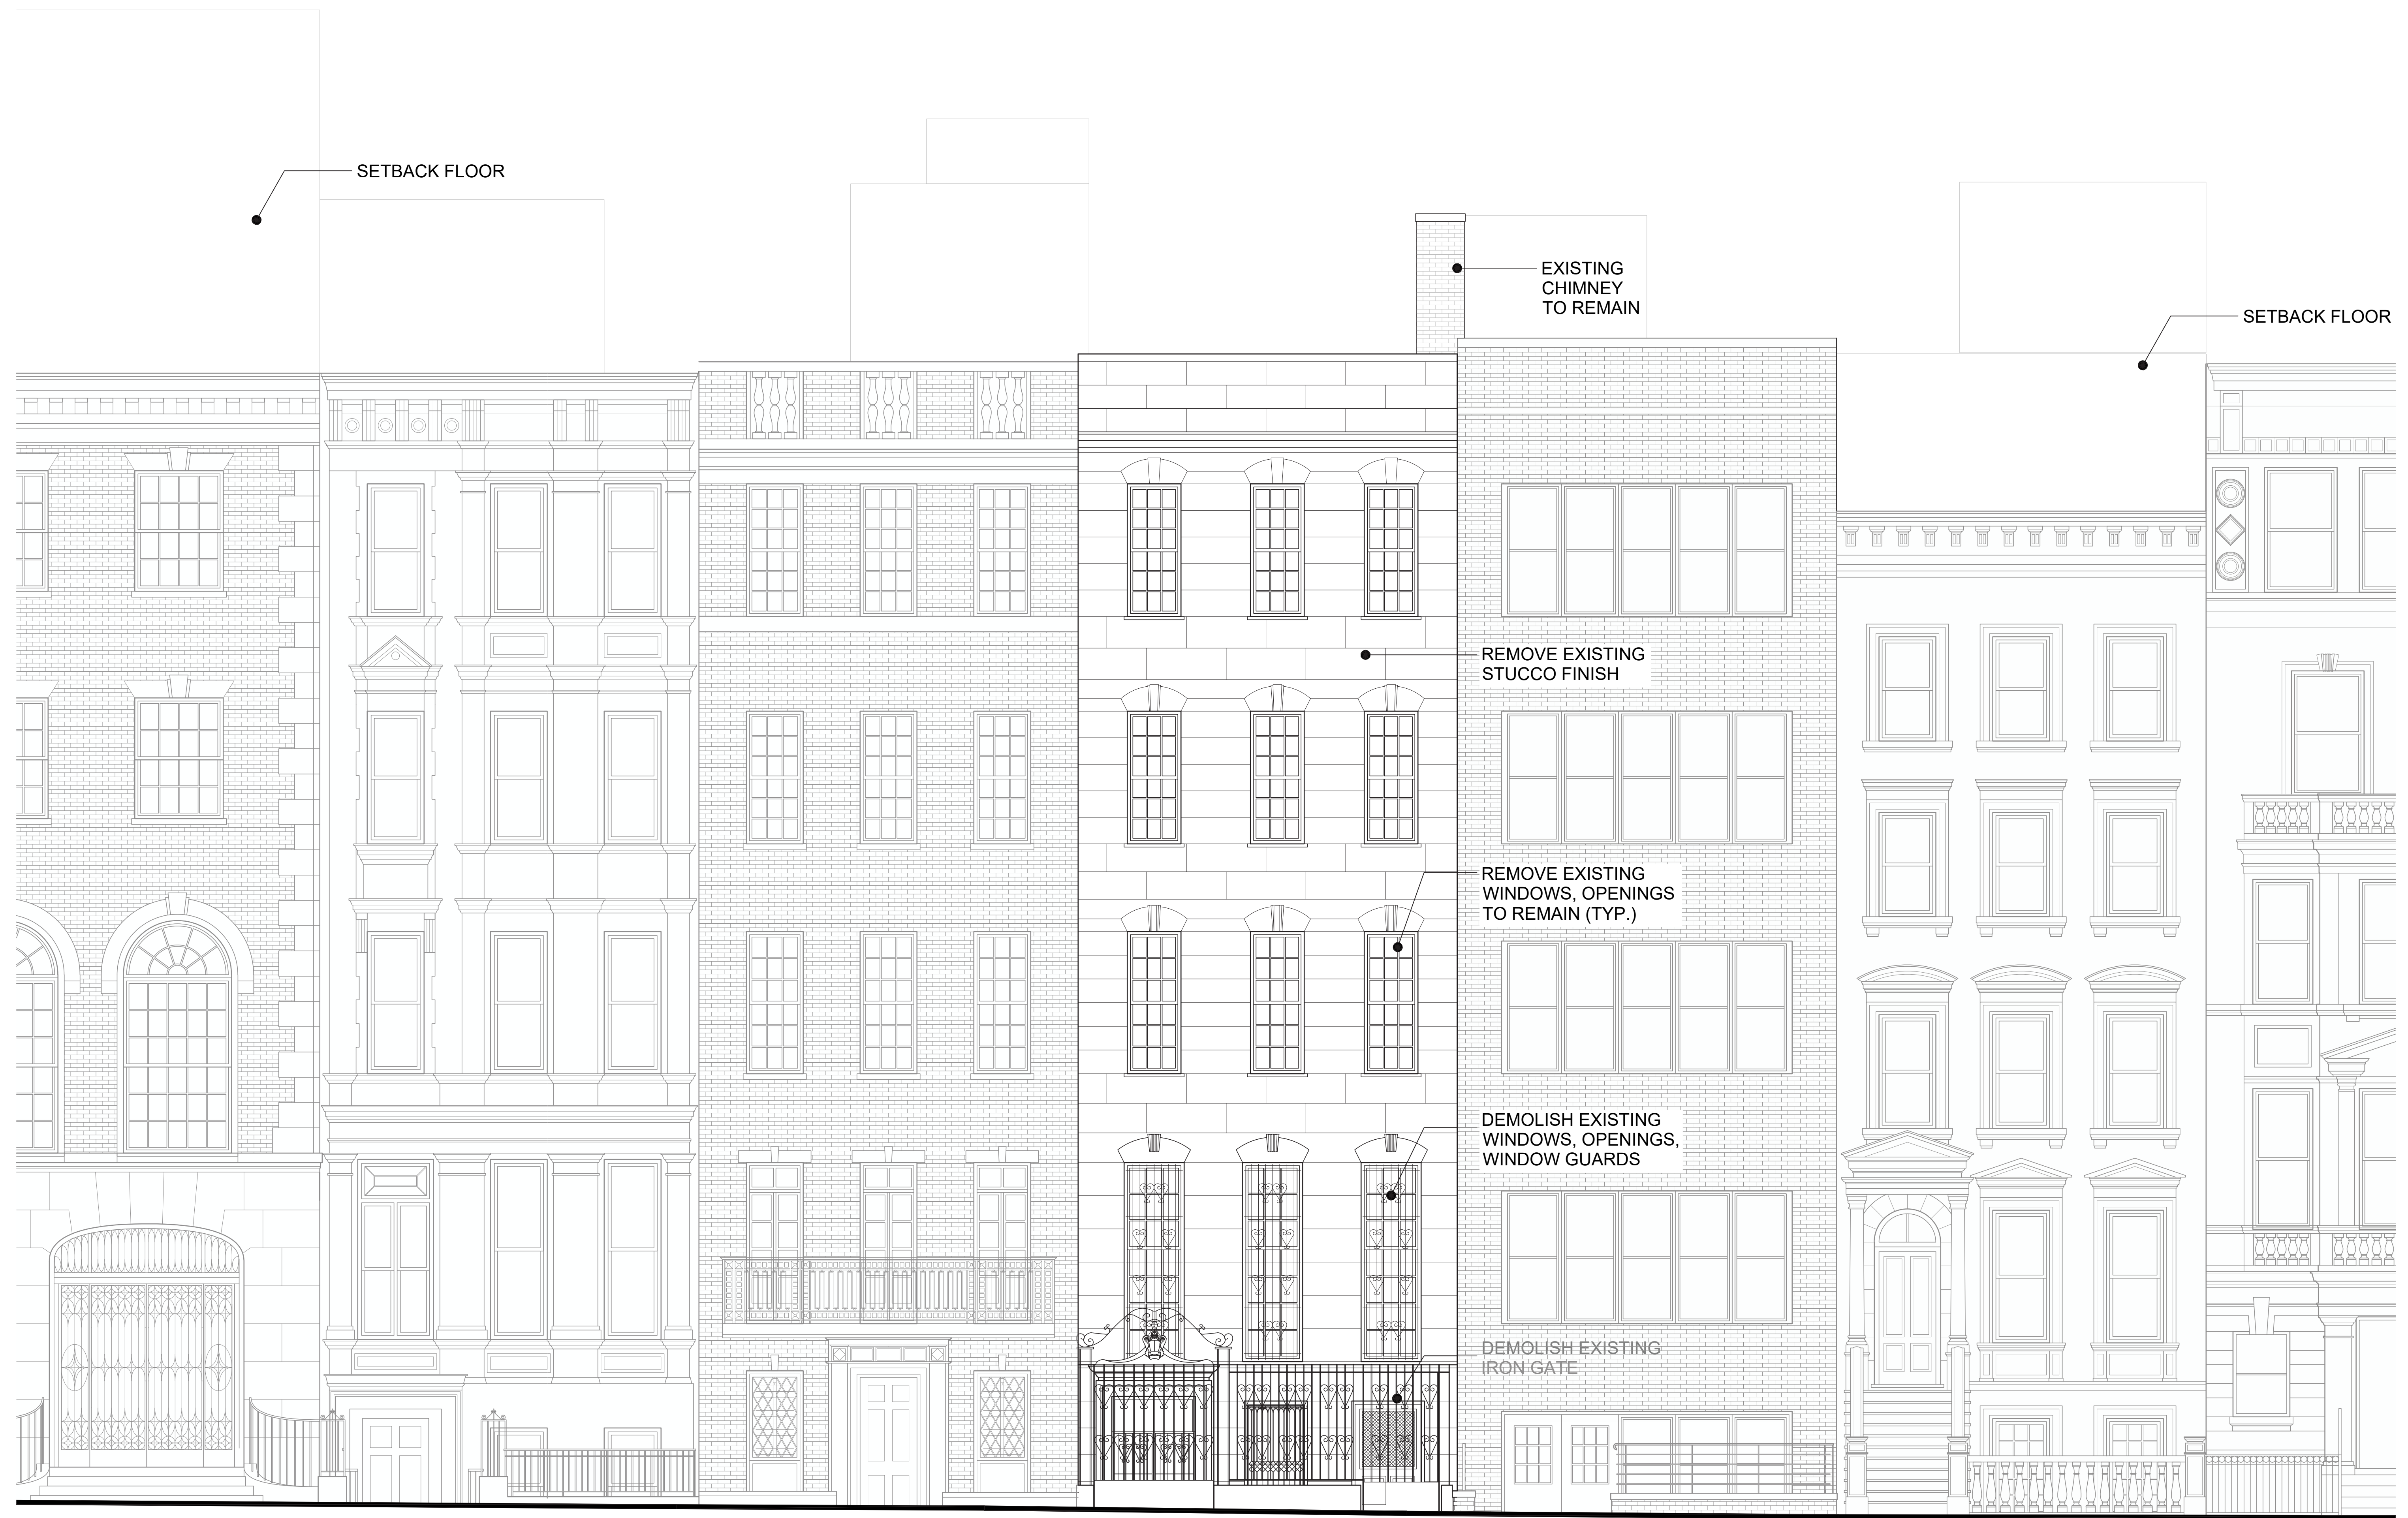 SETBACK FLOOR
EXISTING
CHIMNEY
TO REMAIN
SETBACK FLOOR
REMOVE EXISTING
STUCCO FINISH
REMOVE EXISTING
WINDOWS, OPENINGS
TO REMAIN (TYP.)
DEMOLISH EXISTING
WINDOWS, OPENINGS,
WINDOW GUARDS
DEMOLISH EXISTING
IRON GATE